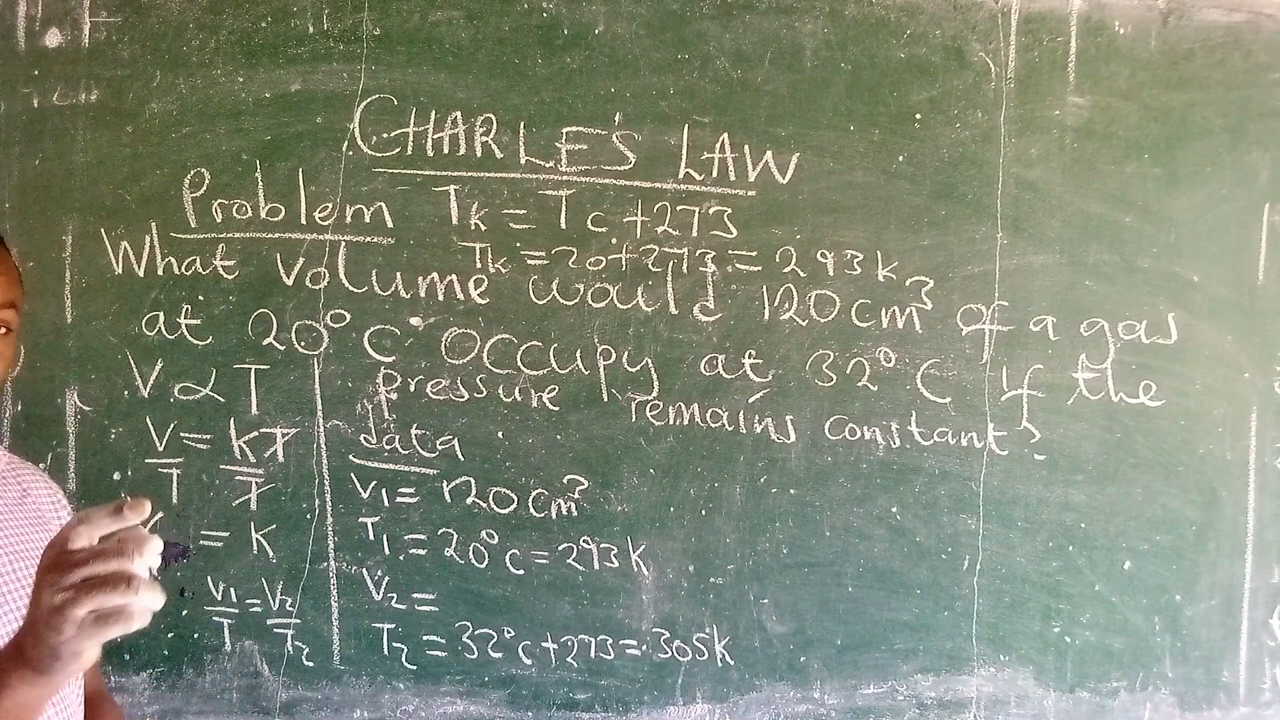 CHARLE'S LAW
Problem Tk = Tc +273
Tk = 20+273 = 293k
What volume would 120cm³ of a gas
at 20°C occupy at 32°C if the
pressure remains constant?
V∝T
V/T = kT/T
= k
V1/T = V2/T2
data
V1 = 120cm³
T1 = 20°c = 293k
V2 =
T2 = 32°c+273 = 305k